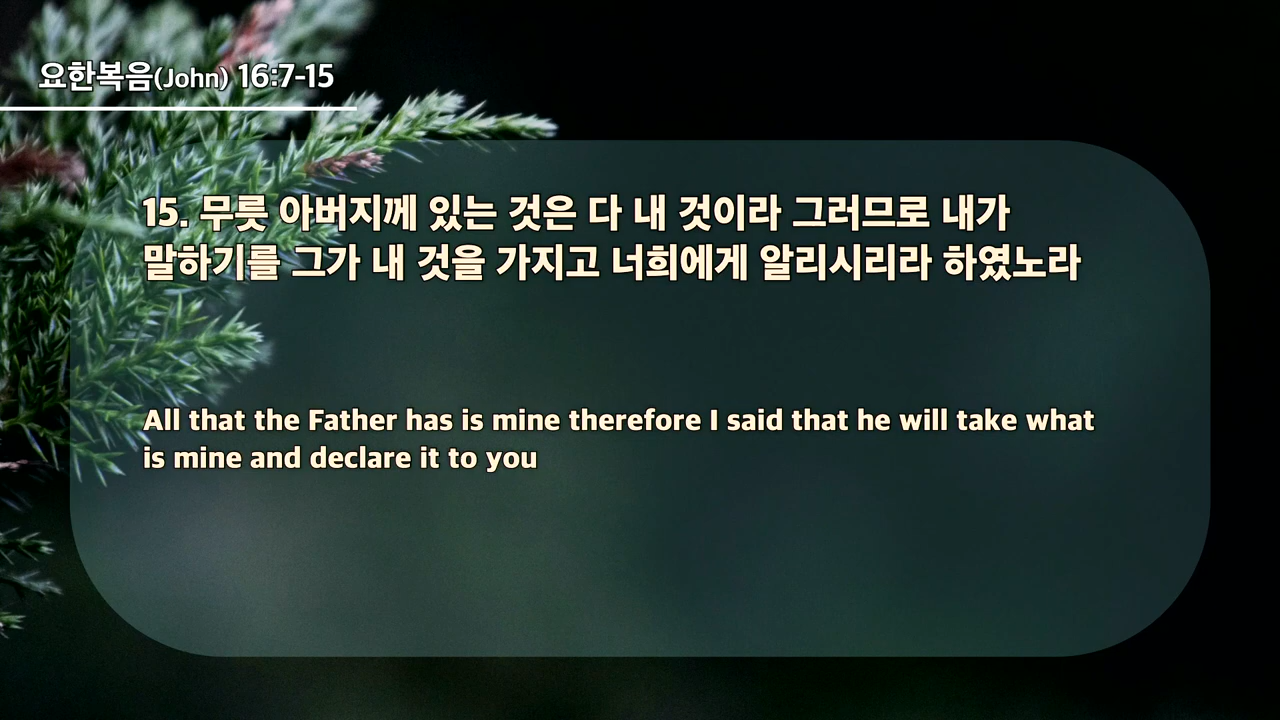 요한복음(John) 16:7-15
15. 무릇 아버지께 있는 것은 다 내 것이라 그러므로 내가
말하기를 그가 내 것을 가지고 너희에게 알리시리라 하였노라
All that the Father has is mine therefore I said that he will take what
is mine and declare it to you